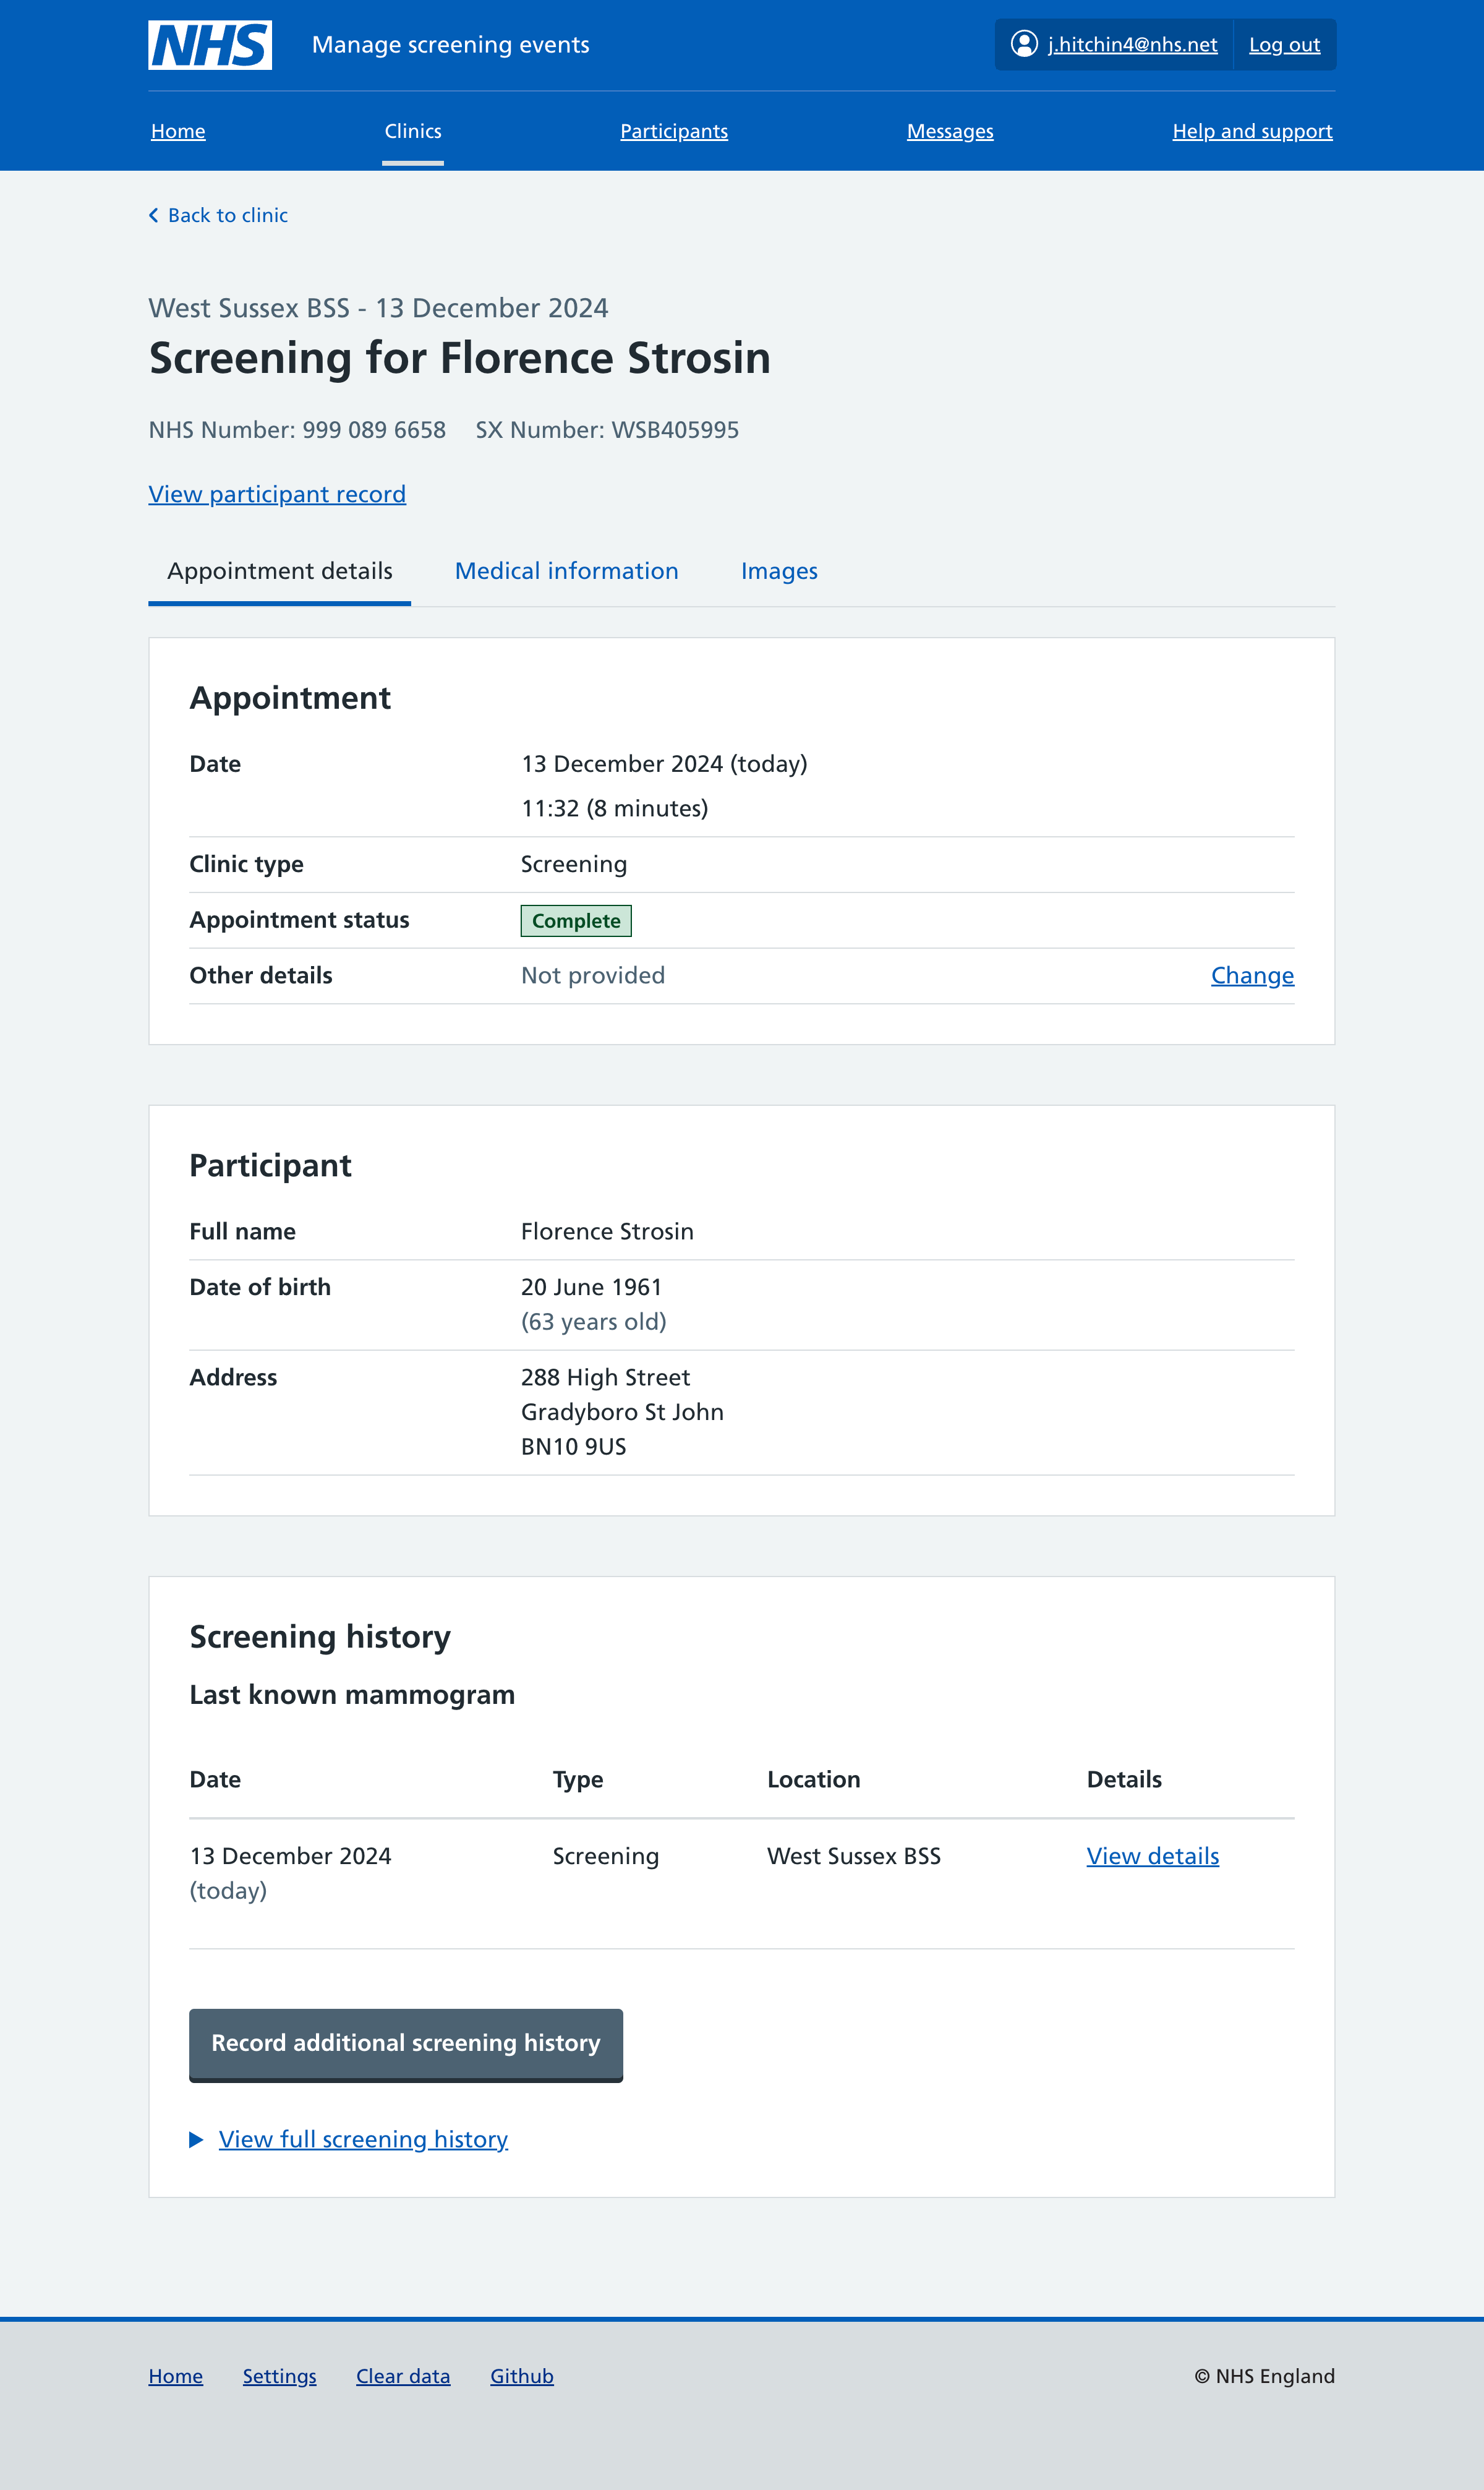 NHS Manage screening events j.hitchin4@nhs.net Log out
Home Clinics Participants Messages Help and support
Back to clinic
West Sussex BSS - 13 December 2024
Screening for Florence Strosin
NHS Number: 999 089 6658 SX Number: WSB405995
View participant record
Appointment details Medical information Images
Appointment
Date 13 December 2024 (today)
11:32 (8 minutes)
Clinic type Screening
Appointment status Complete
Other details Not provided Change
Participant
Full name Florence Strosin
Date of birth 20 June 1961
(63 years old)
Address 288 High Street
Gradyboro St John
BN10 9US
Screening history
Last known mammogram
Date Type Location Details
13 December 2024 Screening West Sussex BSS View details
(today)
Record additional screening history
View full screening history
Home Settings Clear data Github © NHS England